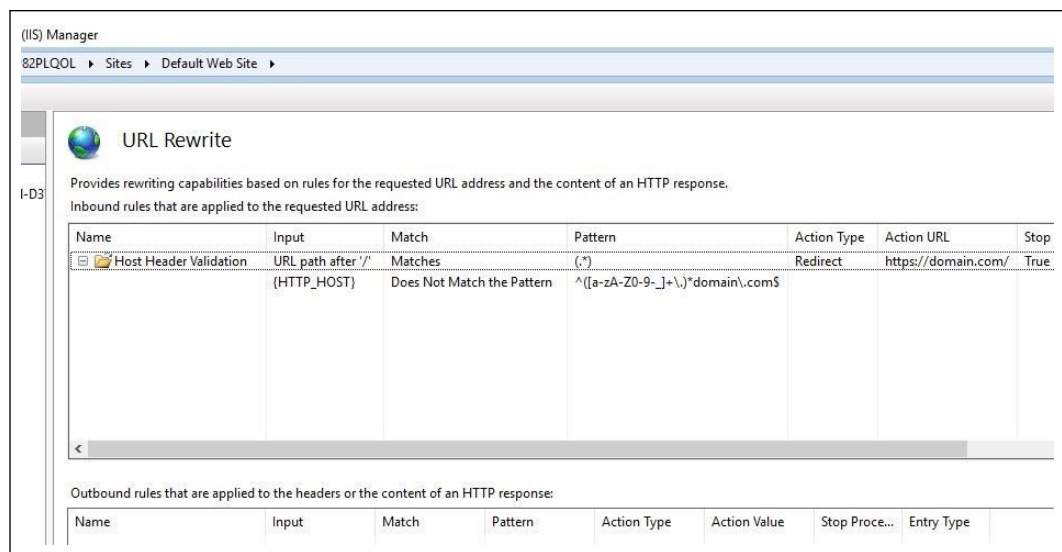 (IIS) Manager
82PLQOL ▸ Sites ▸ Default Web Site ▸
URL Rewrite
I-D3
Provides rewriting capabilities based on rules for the requested URL address and the content of an HTTP response.
Inbound rules that are applied to the requested URL address:
Name Input Match Pattern Action Type Action URL Stop
Host Header Validation URL path after '/' Matches (.*) Redirect https://domain.com/ True
{HTTP_HOST} Does Not Match the Pattern ^([a-zA-Z0-9-_]+\.)*domain\.com$
Outbound rules that are applied to the headers or the content of an HTTP response:
Name Input Match Pattern Action Type Action Value Stop Proce... Entry Type